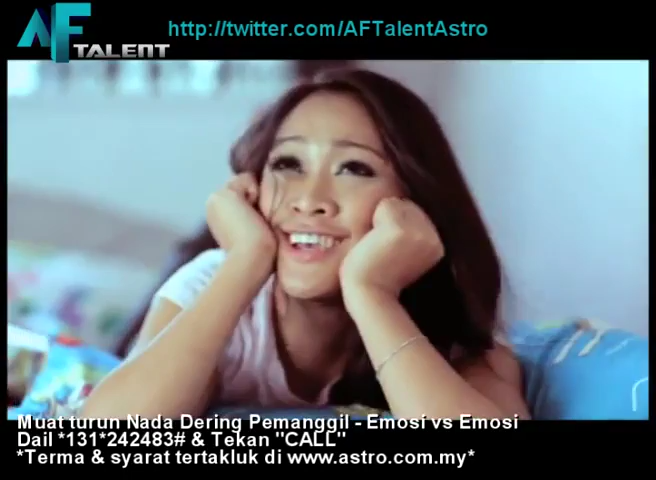 AF TALENT
http://twitter.com/AFTalentAstro
Muat turun Nada Dering Pemanggil - Emosi vs Emosi
Dail *131*242483# & Tekan "CALL"
*Terma & syarat tertakluk di www.astro.com.my*